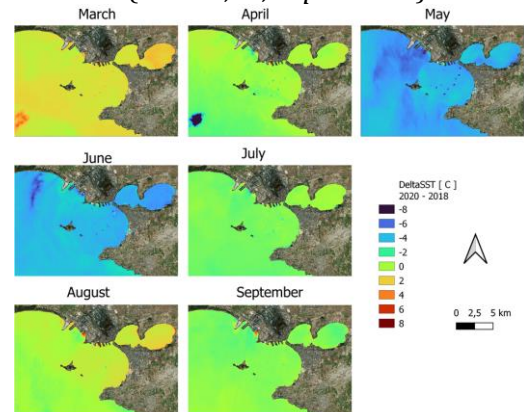 March
April
May
June
July
DeltaSST [ C ]
2020 - 2018
-8
-6
-4
-2
0
2
4
6
8
0 2,5 5 km
August
September